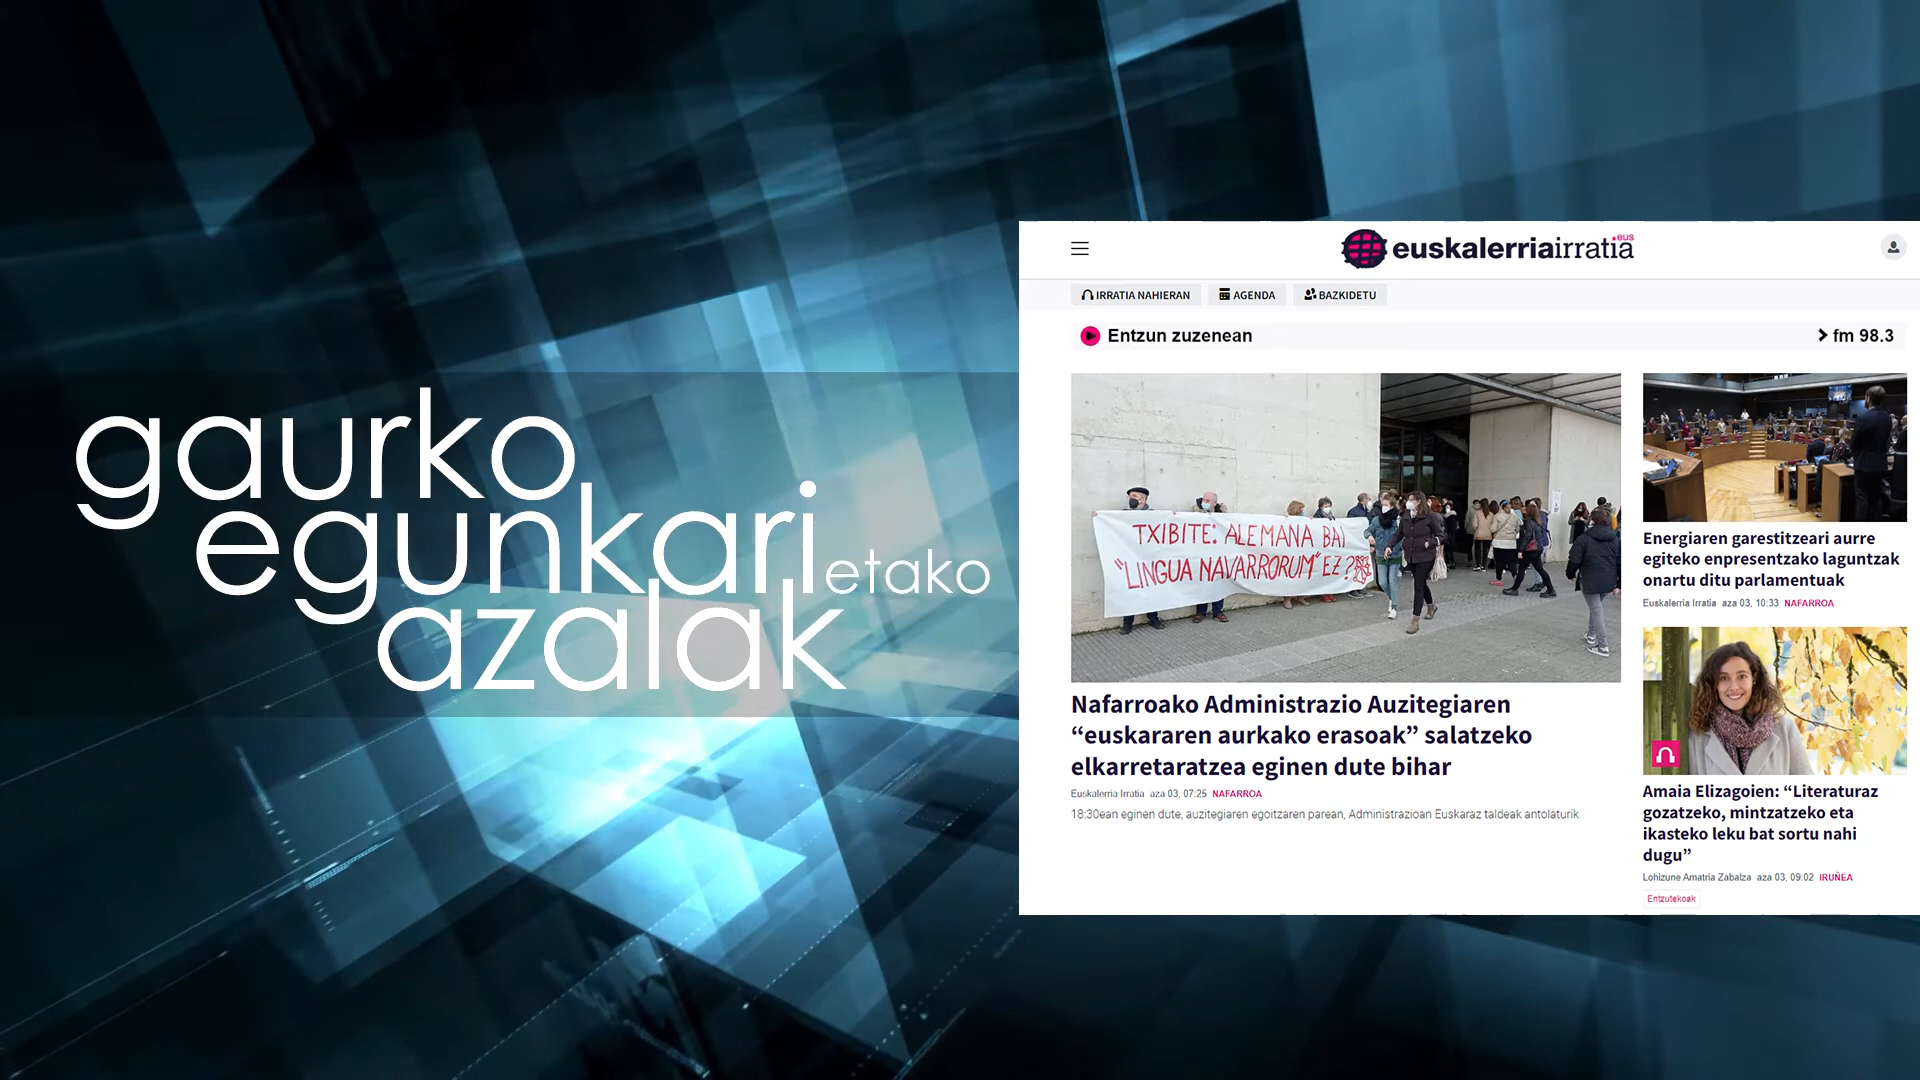 gaurko
egunkarietako
azalak
euskalerriairratia.eus
IRRATIA NAHIERAN
AGENDA
BAZKIDETU
Entzun zuzenean
fm 98.3
TXIBITE: ALEMANA BAI
"LINGUA NAVARRORUM" EZ?
Nafarroako Administrazio Auzitegiaren
“euskararen aurkako erasoak” salatzeko
elkarretaratzea eginen dute bihar
Euskalerria Irratia aza 03, 07:25 NAFARROA
18:30ean eginen dute, auzitegiaren egoitzaren parean, Administrazioan Euskaraz taldeak antolaturik
Energiaren garestitzeari aurre
egiteko enpresentzako laguntzak
onartu ditu parlamentuak
Euskalerria Irratia aza 03, 10:33 NAFARROA
Amaia Elizagoien: “Literaturaz
gozatzeko, mintzatzeko eta
ikasteko leku bat sortu nahi
dugu”
Lohizune Amatria Zabalza aza 03, 09:02 IRUÑEA
Entzutekoak